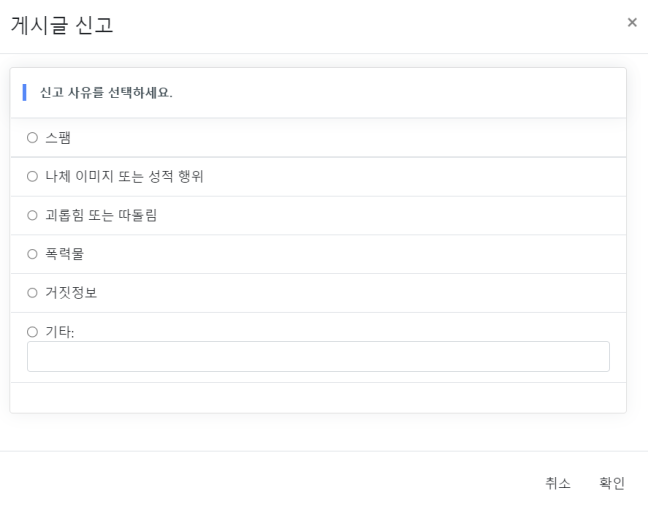 게시글 신고
×
신고 사유를 선택하세요.
스팸
나체 이미지 또는 성적 행위
괴롭힘 또는 따돌림
폭력물
거짓정보
기타:
취소 확인